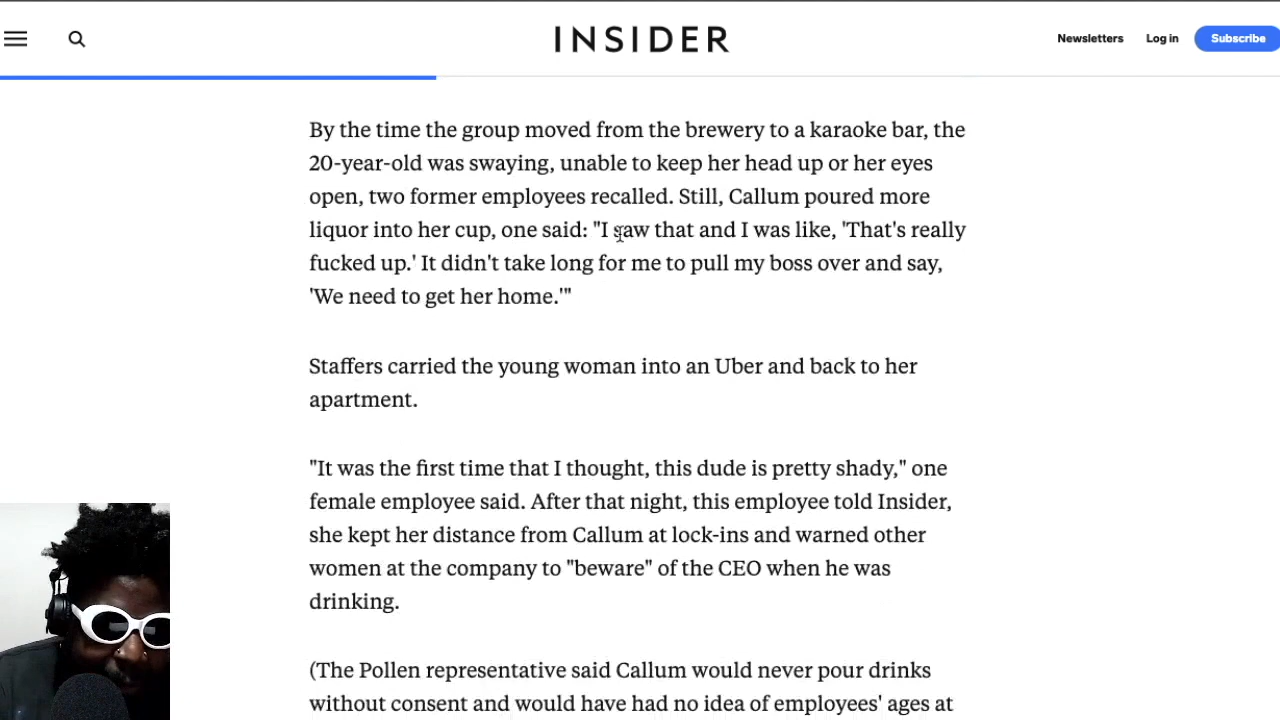 INSIDER
Newsletters
Log in
Subscribe
By the time the group moved from the brewery to a karaoke bar, the
20-year-old was swaying, unable to keep her head up or her eyes
open, two former employees recalled. Still, Callum poured more
liquor into her cup, one said: "I saw that and I was like, 'That's really
fucked up.' It didn't take long for me to pull my boss over and say,
'We need to get her home.'"
Staffers carried the young woman into an Uber and back to her
apartment.
"It was the first time that I thought, this dude is pretty shady," one
female employee said. After that night, this employee told Insider,
she kept her distance from Callum at lock-ins and warned other
women at the company to "beware" of the CEO when he was
drinking.
(The Pollen representative said Callum would never pour drinks
without consent and would have had no idea of employees' ages at